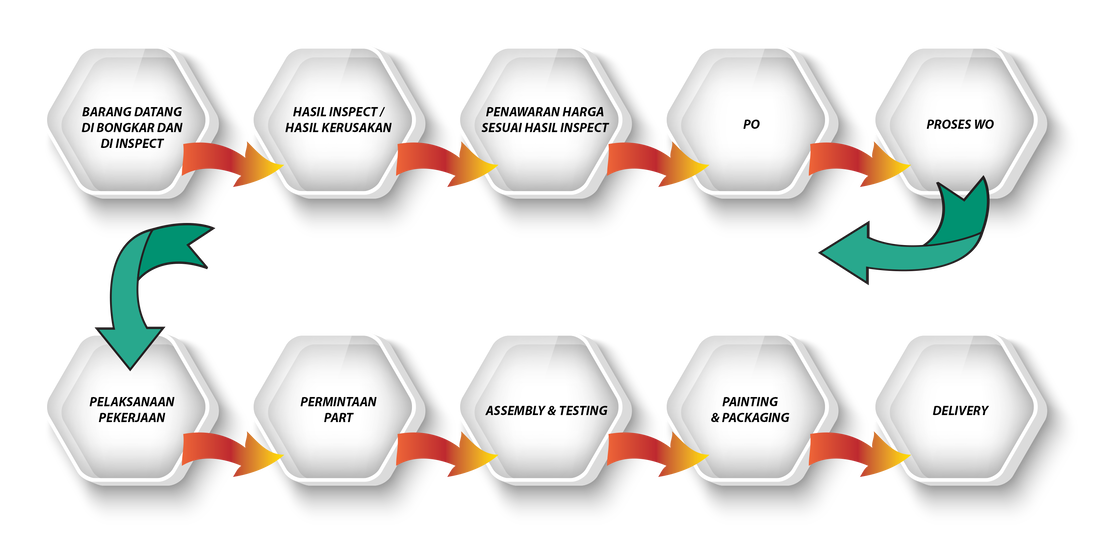 BARANG DATANG
DI BONGKAR DAN
DI INSPECT
HASIL INSPECT /
HASIL KERUSAKAN
PENAWARAN HARGA
SESUAI HASIL INSPECT
PO
PROSES WO
PELAKSANAAN
PEKERJAAN
PERMINTAAN
PART
ASSEMBLY & TESTING
PAINTING
& PACKAGING
DELIVERY